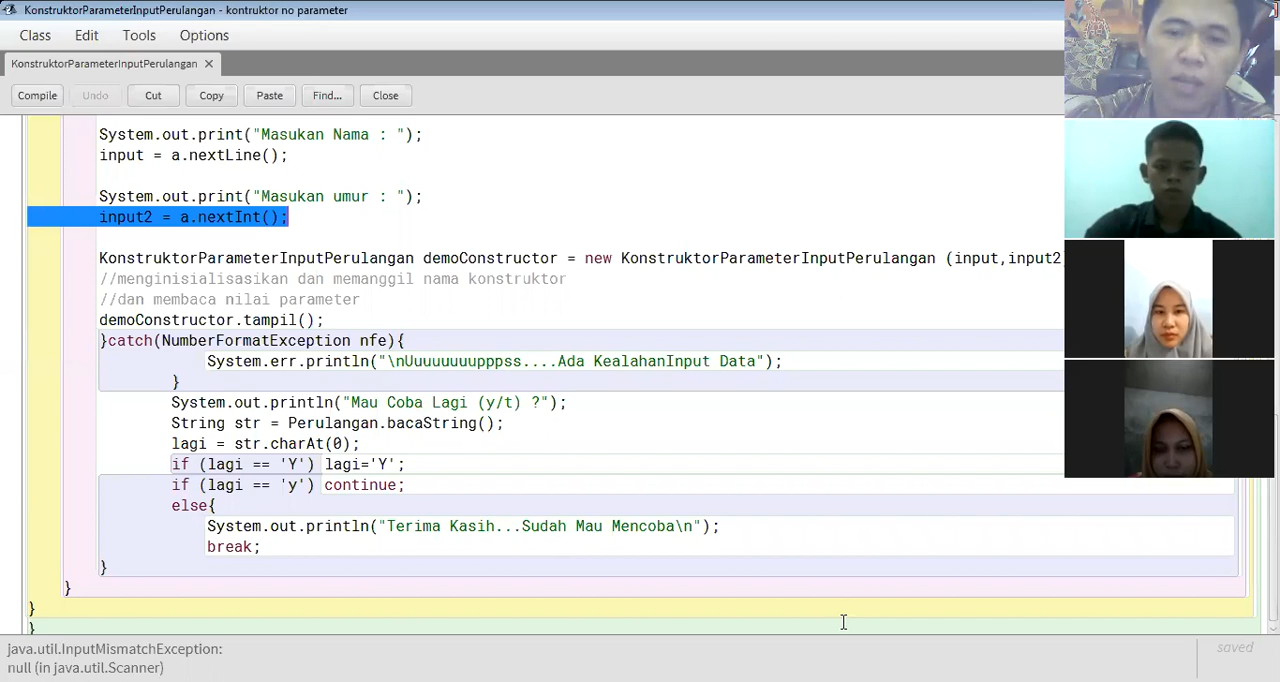 KonstruktorParameterInputPerulangan - kontruktor no parameter
Class Edit Tools Options
KonstruktorParameterInputPerulangan ×
Compile Undo Cut Copy Paste Find... Close
System.out.print("Masukan Nama : ");
input = a.nextLine();
System.out.print("Masukan umur : ");
input2 = a.nextInt();
KonstruktorParameterInputPerulangan demoConstructor = new KonstruktorParameterInputPerulangan (input,input2
//menginisialisasikan dan memanggil nama konstruktor
//dan membaca nilai parameter
demoConstructor.tampil();
}catch(NumberFormatException nfe){
System.err.println("\nUuuuuuuupppss....Ada KealahanInput Data");
}
System.out.println("Mau Coba Lagi (y/t) ?");
String str = Perulangan.bacaString();
lagi = str.charAt(0);
if (lagi == 'Y') lagi='Y';
if (lagi == 'y') continue;
else{
System.out.println("Terima Kasih...Sudah Mau Mencoba\n");
break;
}
}
}
}
java.util.InputMismatchException:
null (in java.util.Scanner)
saved